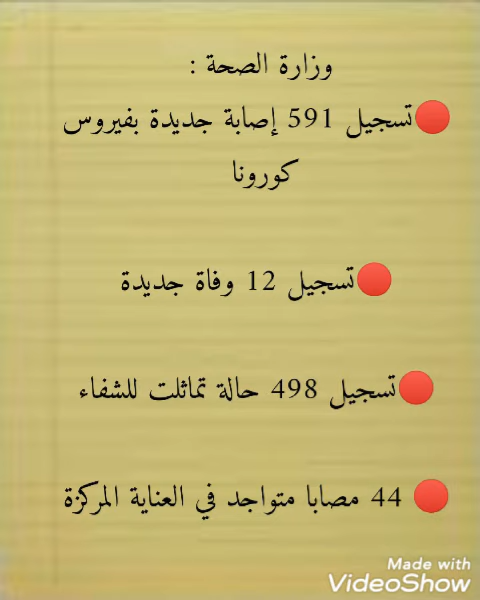 وزارة الصحة :
🔴تسجيل 591 إصابة جديدة بفيروس
كورونا
🔴تسجيل 12 وفاة جديدة
🔴تسجيل 498 حالة تماثلت للشفاء
🔴 44 مصابا متواجد في العناية المركزة
Made with
VideoShow